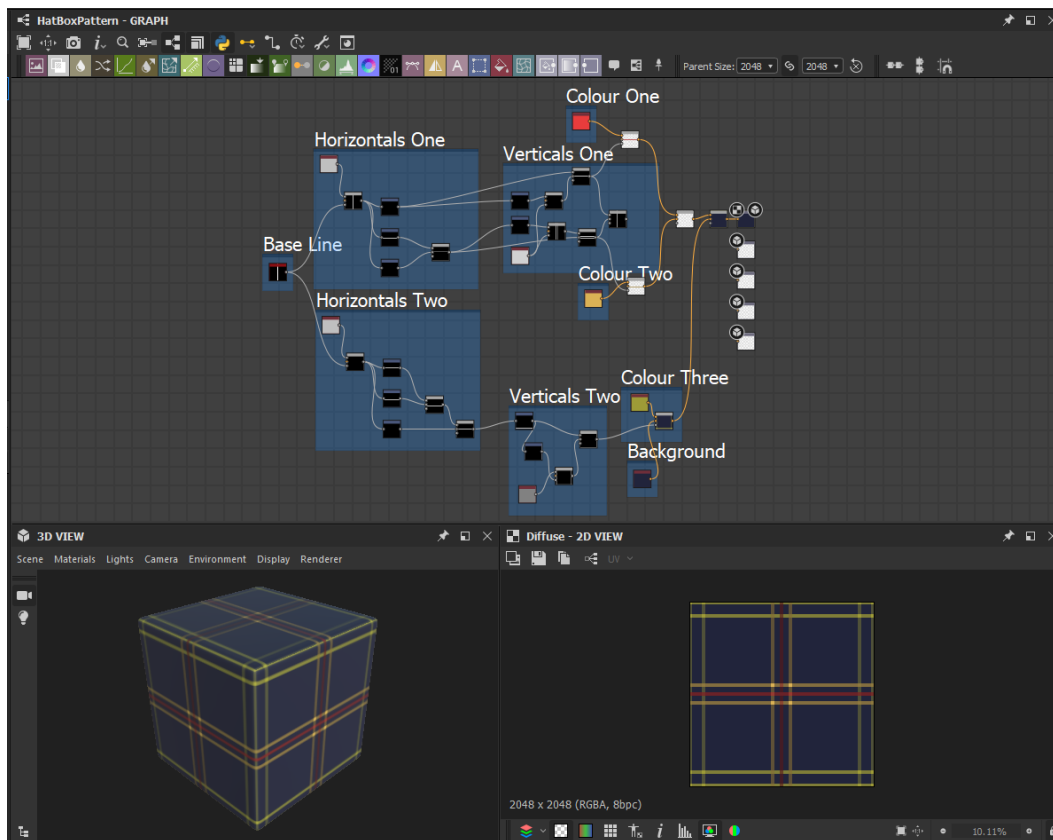 HatBoxPattern - GRAPH
Parent Size: 2048 2048
Colour One
Horizontals One
Verticals One
Base Line
Colour Two
Horizontals Two
Colour Three
Verticals Two
Background
3D VIEW
Scene Materials Lights Camera Environment Display Renderer
Diffuse - 2D VIEW
UV
2048 x 2048 (RGBA, 8bpc)
10.11%